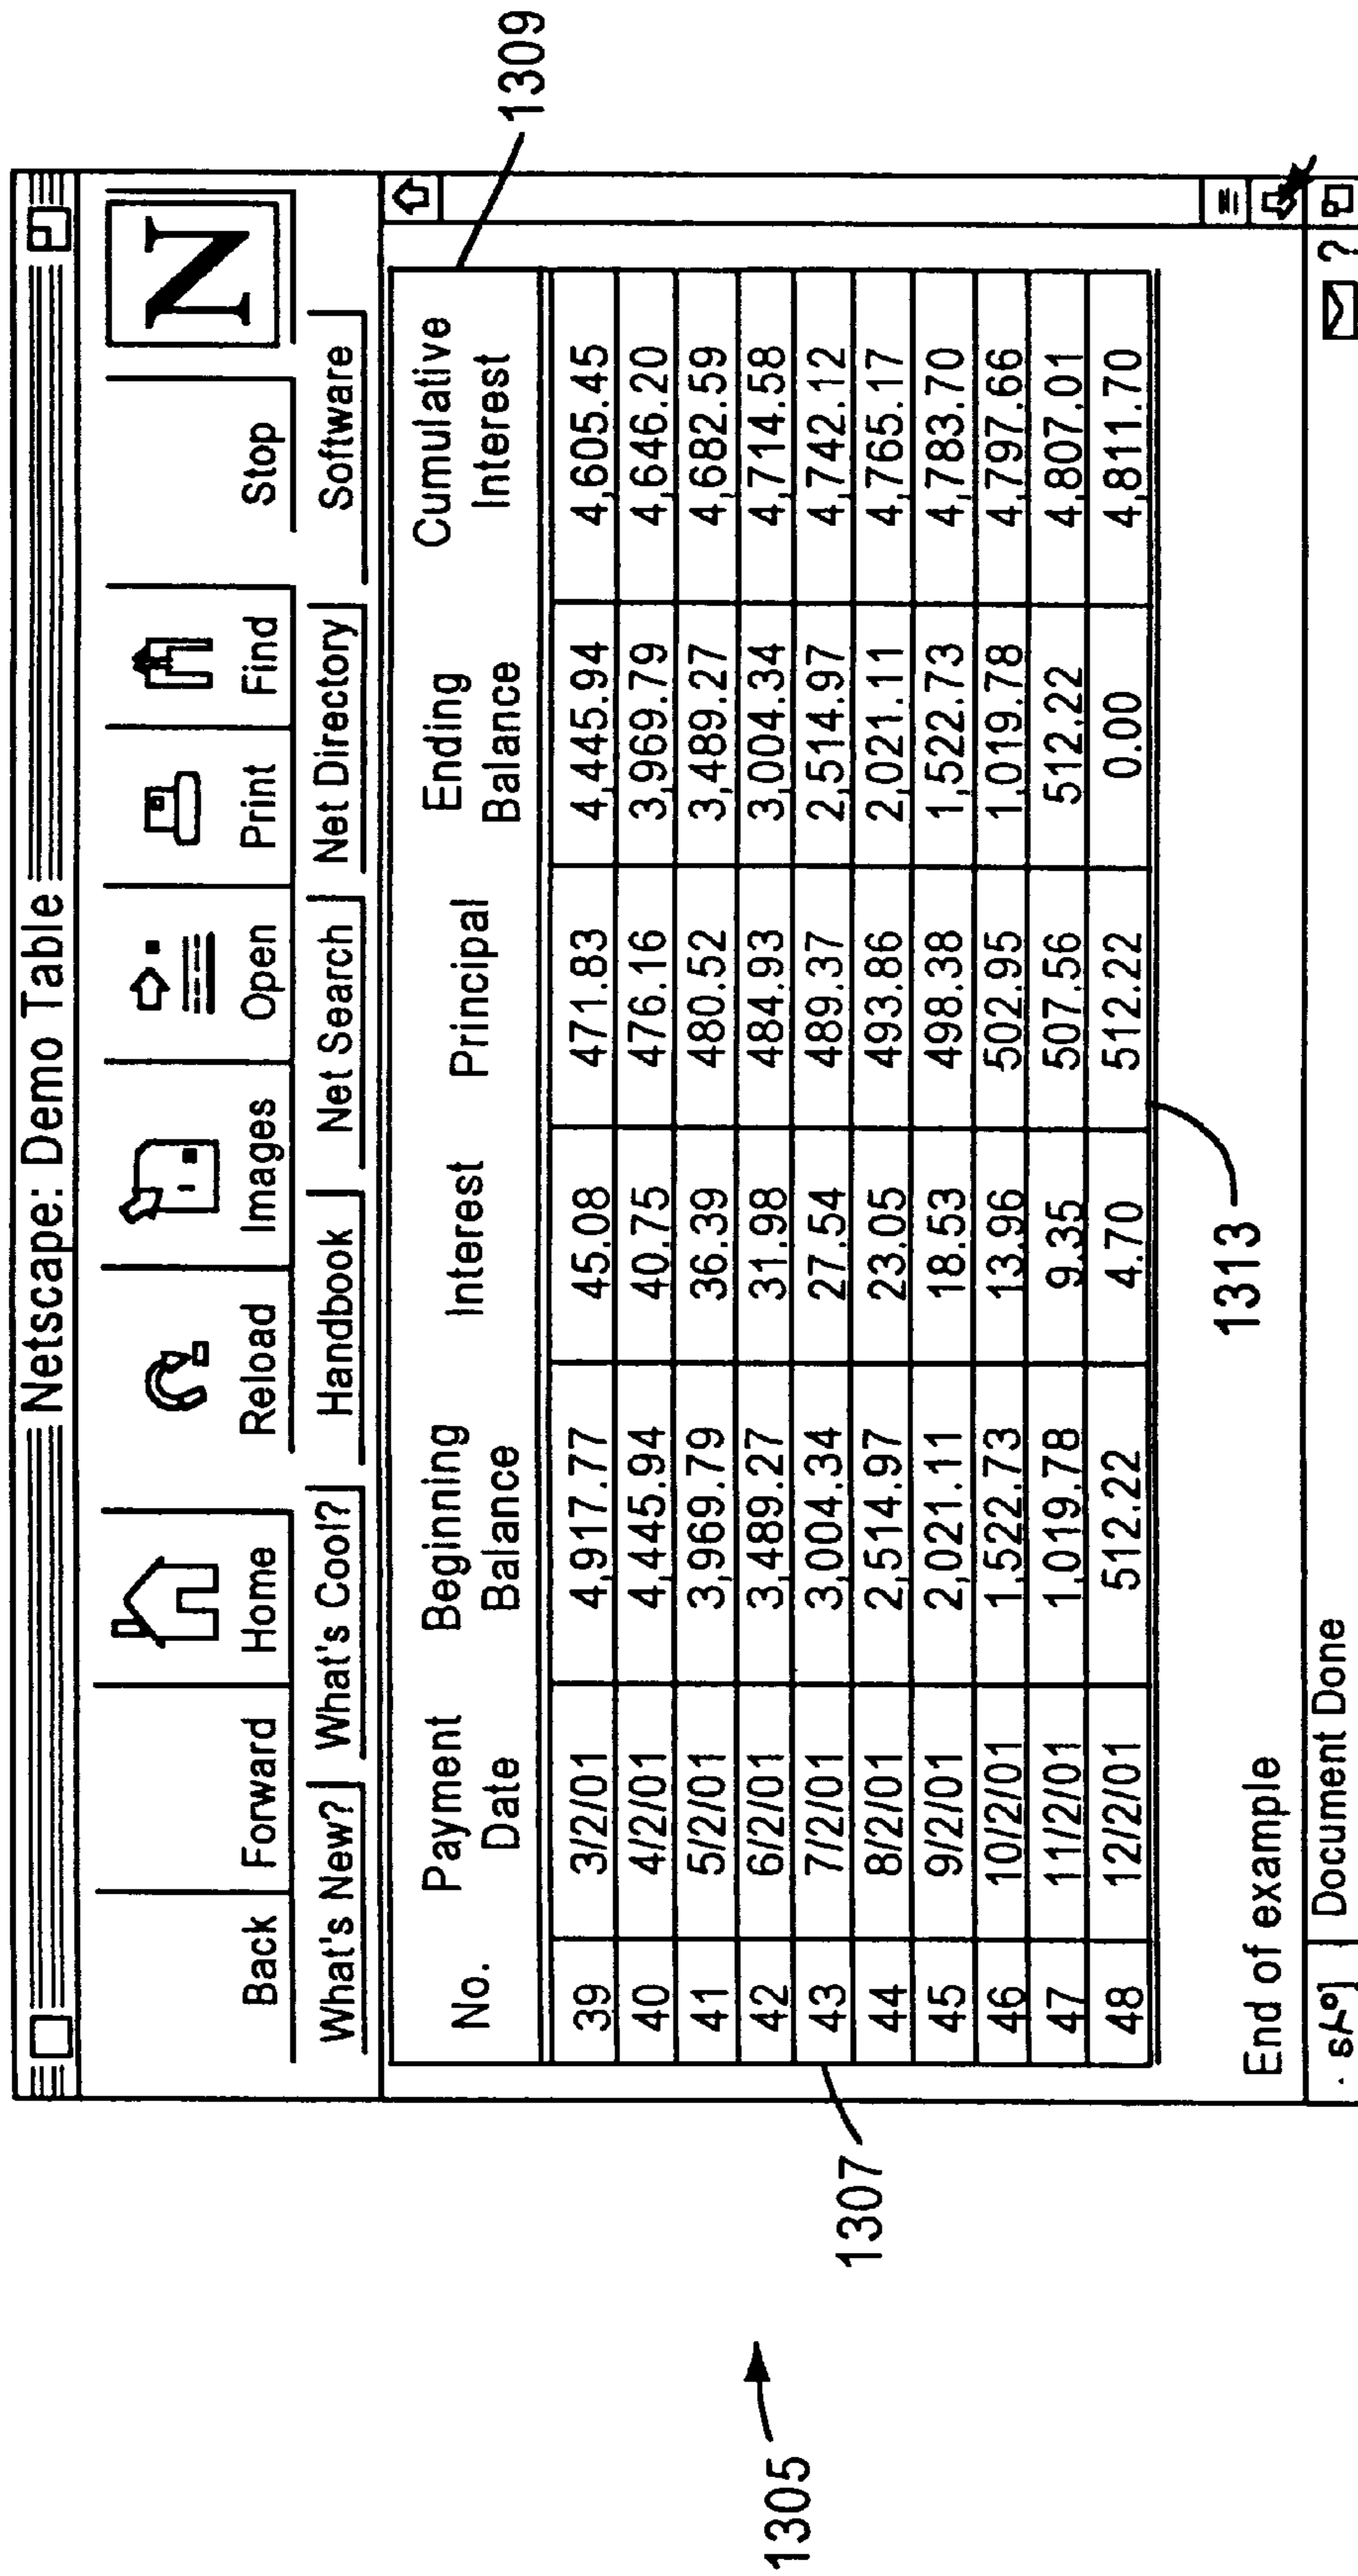 Netscape: Demo Table
Back Forward Home Reload Images Open Print Find Stop N
What's New? What's Cool? Handbook Net Search Net Directory Software
No. Payment Date Beginning Balance Interest Principal Ending Balance Cumulative Interest
39 3/2/01 4,917.77 45.08 471.83 4,445.94 4,605.45
40 4/2/01 4,445.94 40.75 476.16 3,969.79 4,646.20
41 5/2/01 3,969.79 36.39 480.52 3,489.27 4,682.59
42 6/2/01 3,489.27 31.98 484.93 3,004.34 4,714.58
43 7/2/01 3,004.34 27.54 489.37 2,514.97 4,742.12
44 8/2/01 2,514.97 23.05 493.86 2,021.11 4,765.17
45 9/2/01 2,021.11 18.53 498.38 1,522.73 4,783.70
46 10/2/01 1,522.73 13.96 502.95 1,019.78 4,797.66
47 11/2/01 1,019.78 9.35 507.56 512.22 4,807.01
48 12/2/01 512.22 4.70 512.22 0.00 4,811.70
End of example
Document Done ?
1305
1307
1309
1313